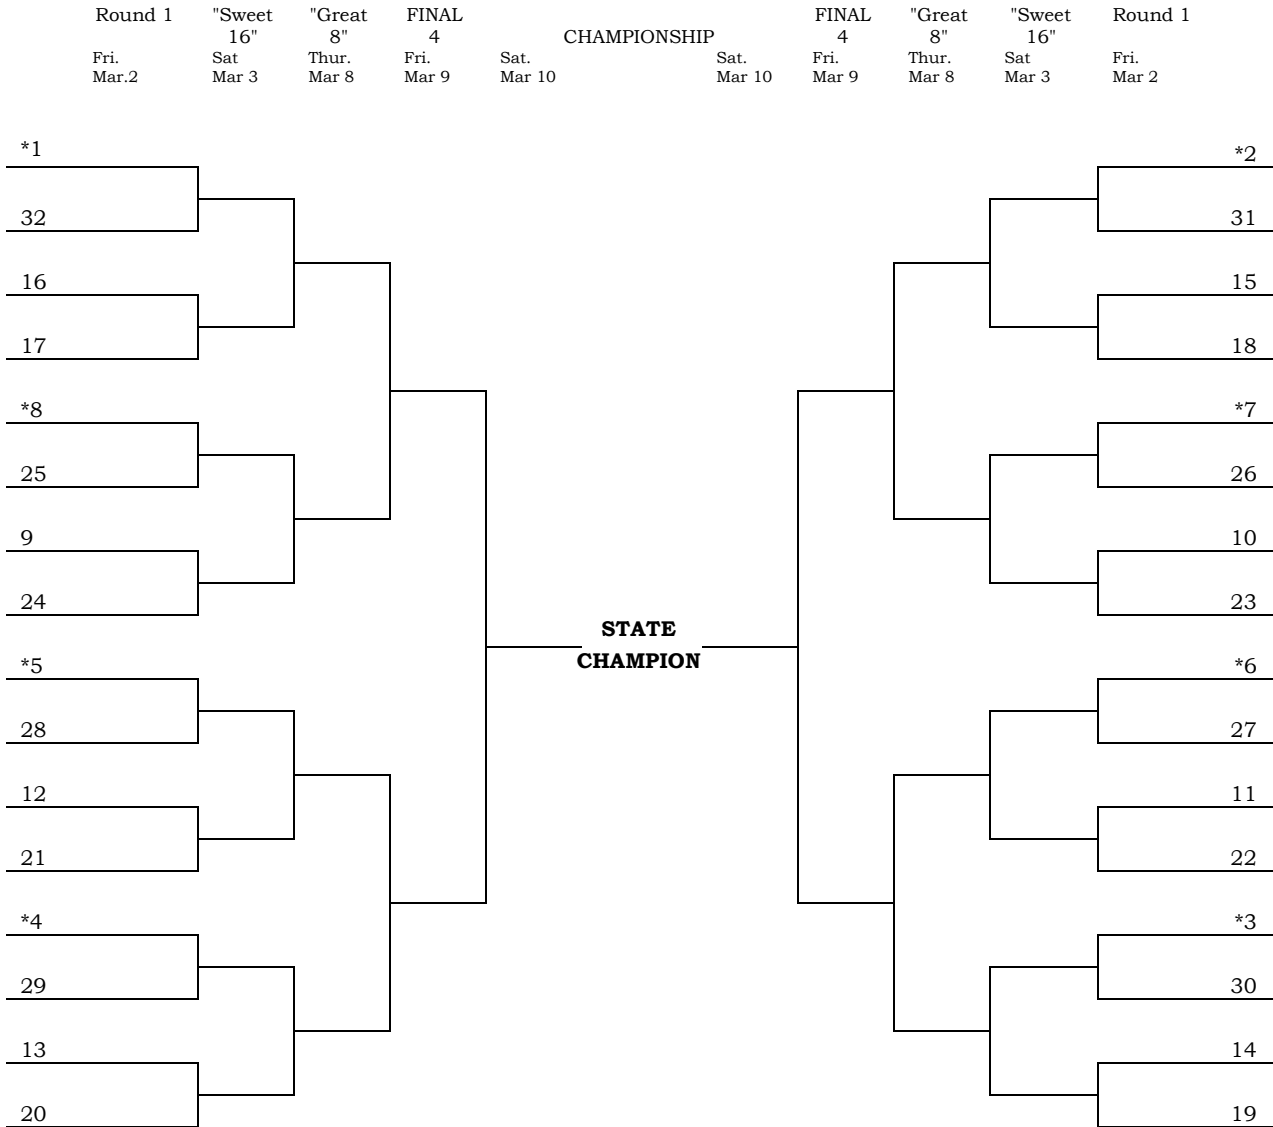 Round 1 "Sweet "Great FINAL FINAL "Great "Sweet Round 1
16" 8" 4 CHAMPIONSHIP 4 8" 16"
Fri. Sat Thur. Fri. Sat. Sat. Fri. Thur. Sat Fri.
Mar.2 Mar 3 Mar 8 Mar 9 Mar 10 Mar 10 Mar 9 Mar 8 Mar 3 Mar 2
*1 *2
32 31
16 15
17 18
*8 *7
25 26
9 10
24 23
STATE
CHAMPION
*5 *6
28 27
12 11
21 22
*4 *3
29 30
13 14
20 19